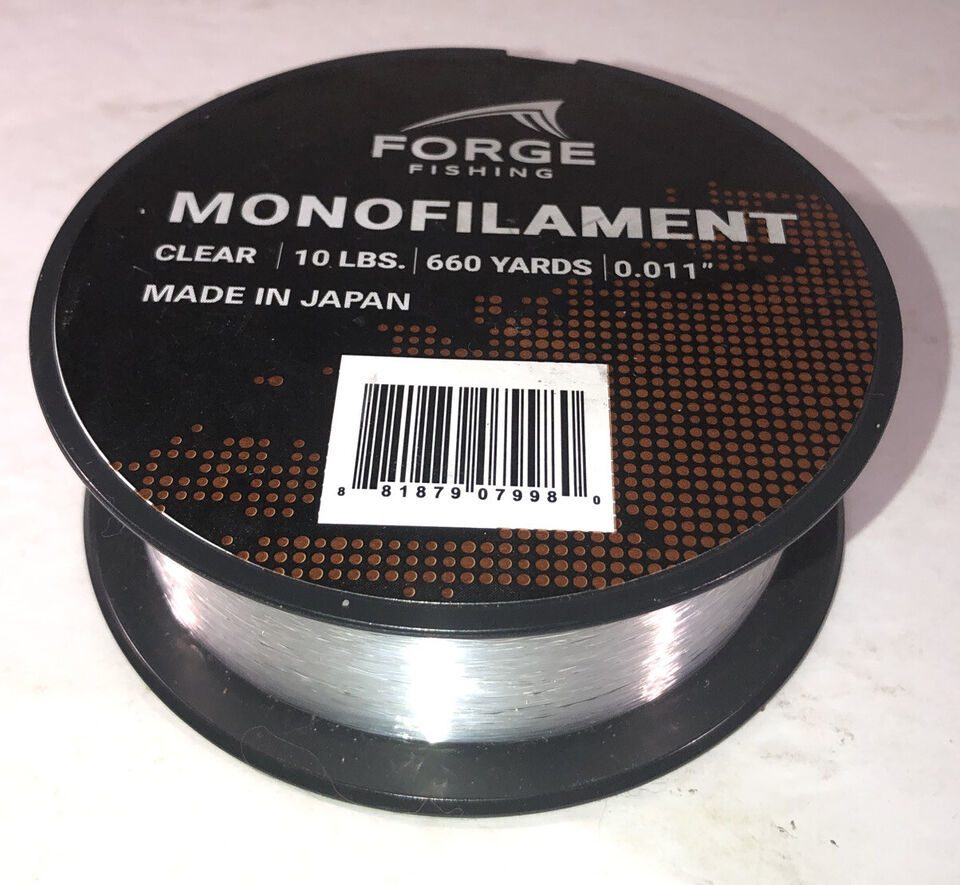 FORGE
FISHING
MONOFILAMENT
CLEAR | 10 LBS. | 660 YARDS | 0.011”
MADE IN JAPAN
8 81879 07998 0